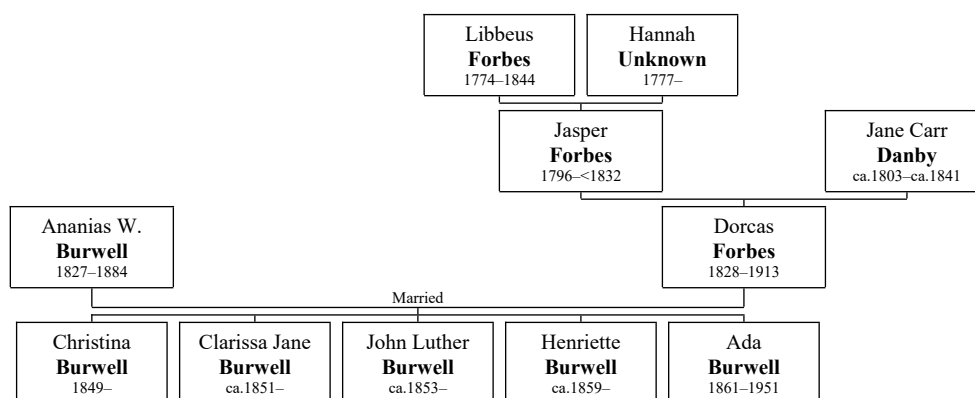 Libbeus
Forbes
1774–1844
Hannah
Unknown
1777–
Jasper
Forbes
1796–<1832
Jane Carr
Danby
ca.1803–ca.1841
Ananias W.
Burwell
1827–1884
Dorcas
Forbes
1828–1913
Married
Christina
Burwell
1849–
Clarissa Jane
Burwell
ca.1851–
John Luther
Burwell
ca.1853–
Henriette
Burwell
ca.1859–
Ada
Burwell
1861–1951